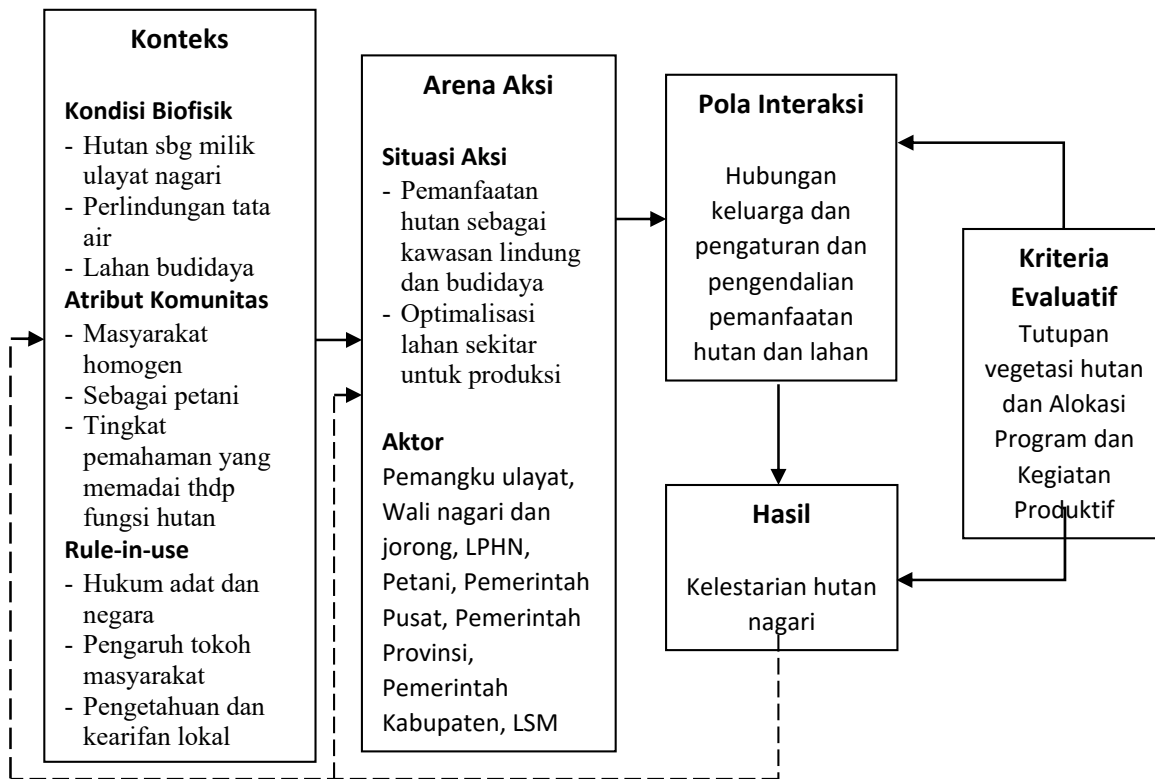 Konteks
Kondisi Biofisik
- Hutan sbg milik
ulayat nagari
- Perlindungan tata
air
- Lahan budidaya
Atribut Komunitas
- Masyarakat
homogen
- Sebagai petani
- Tingkat
pemahaman yang
memadai thdp
fungsi hutan
Rule-in-use
- Hukum adat dan
negara
- Pengaruh tokoh
masyarakat
- Pengetahuan dan
kearifan lokal
Arena Aksi
Situasi Aksi
- Pemanfaatan
hutan sebagai
kawasan lindung
dan budidaya
- Optimalisasi
lahan sekitar
untuk produksi
Aktor
Pemangku ulayat,
Wali nagari dan
jorong, LPHN,
Petani, Pemerintah
Pusat, Pemerintah
Provinsi,
Pemerintah
Kabupaten, LSM
Pola Interaksi
Hubungan
keluarga dan
pengaturan dan
pengendalian
pemanfaatan
hutan dan lahan
Hasil
Kelestarian hutan
nagari
Kriteria
Evaluatif
Tutupan
vegetasi hutan
dan Alokasi
Program dan
Kegiatan
Produktif